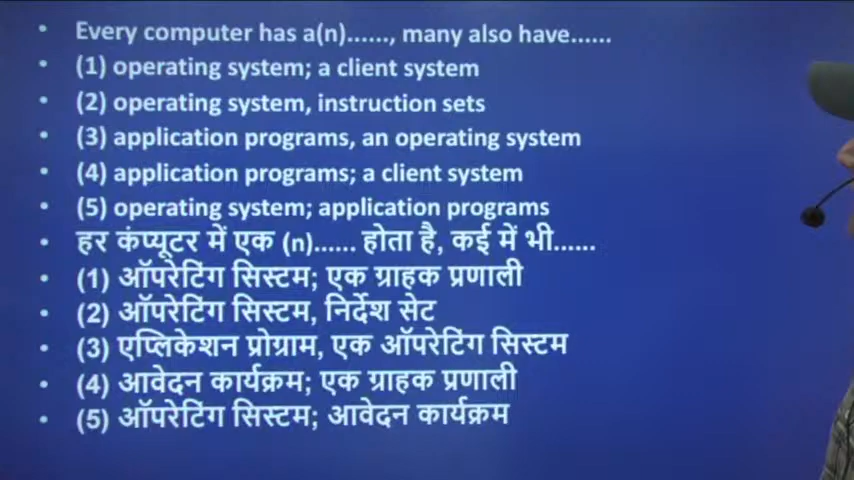 • Every computer has a(n)......, many also have......
• (1) operating system; a client system
• (2) operating system, instruction sets
• (3) application programs, an operating system
• (4) application programs; a client system
• (5) operating system; application programs
• हर कंप्यूटर में एक (n)...... होता है, कई में भी......
• (1) ऑपरेटिंग सिस्टम; एक ग्राहक प्रणाली
• (2) ऑपरेटिंग सिस्टम, निर्देश सेट
• (3) एप्लिकेशन प्रोग्राम, एक ऑपरेटिंग सिस्टम
• (4) आवेदन कार्यक्रम; एक ग्राहक प्रणाली
• (5) ऑपरेटिंग सिस्टम; आवेदन कार्यक्रम